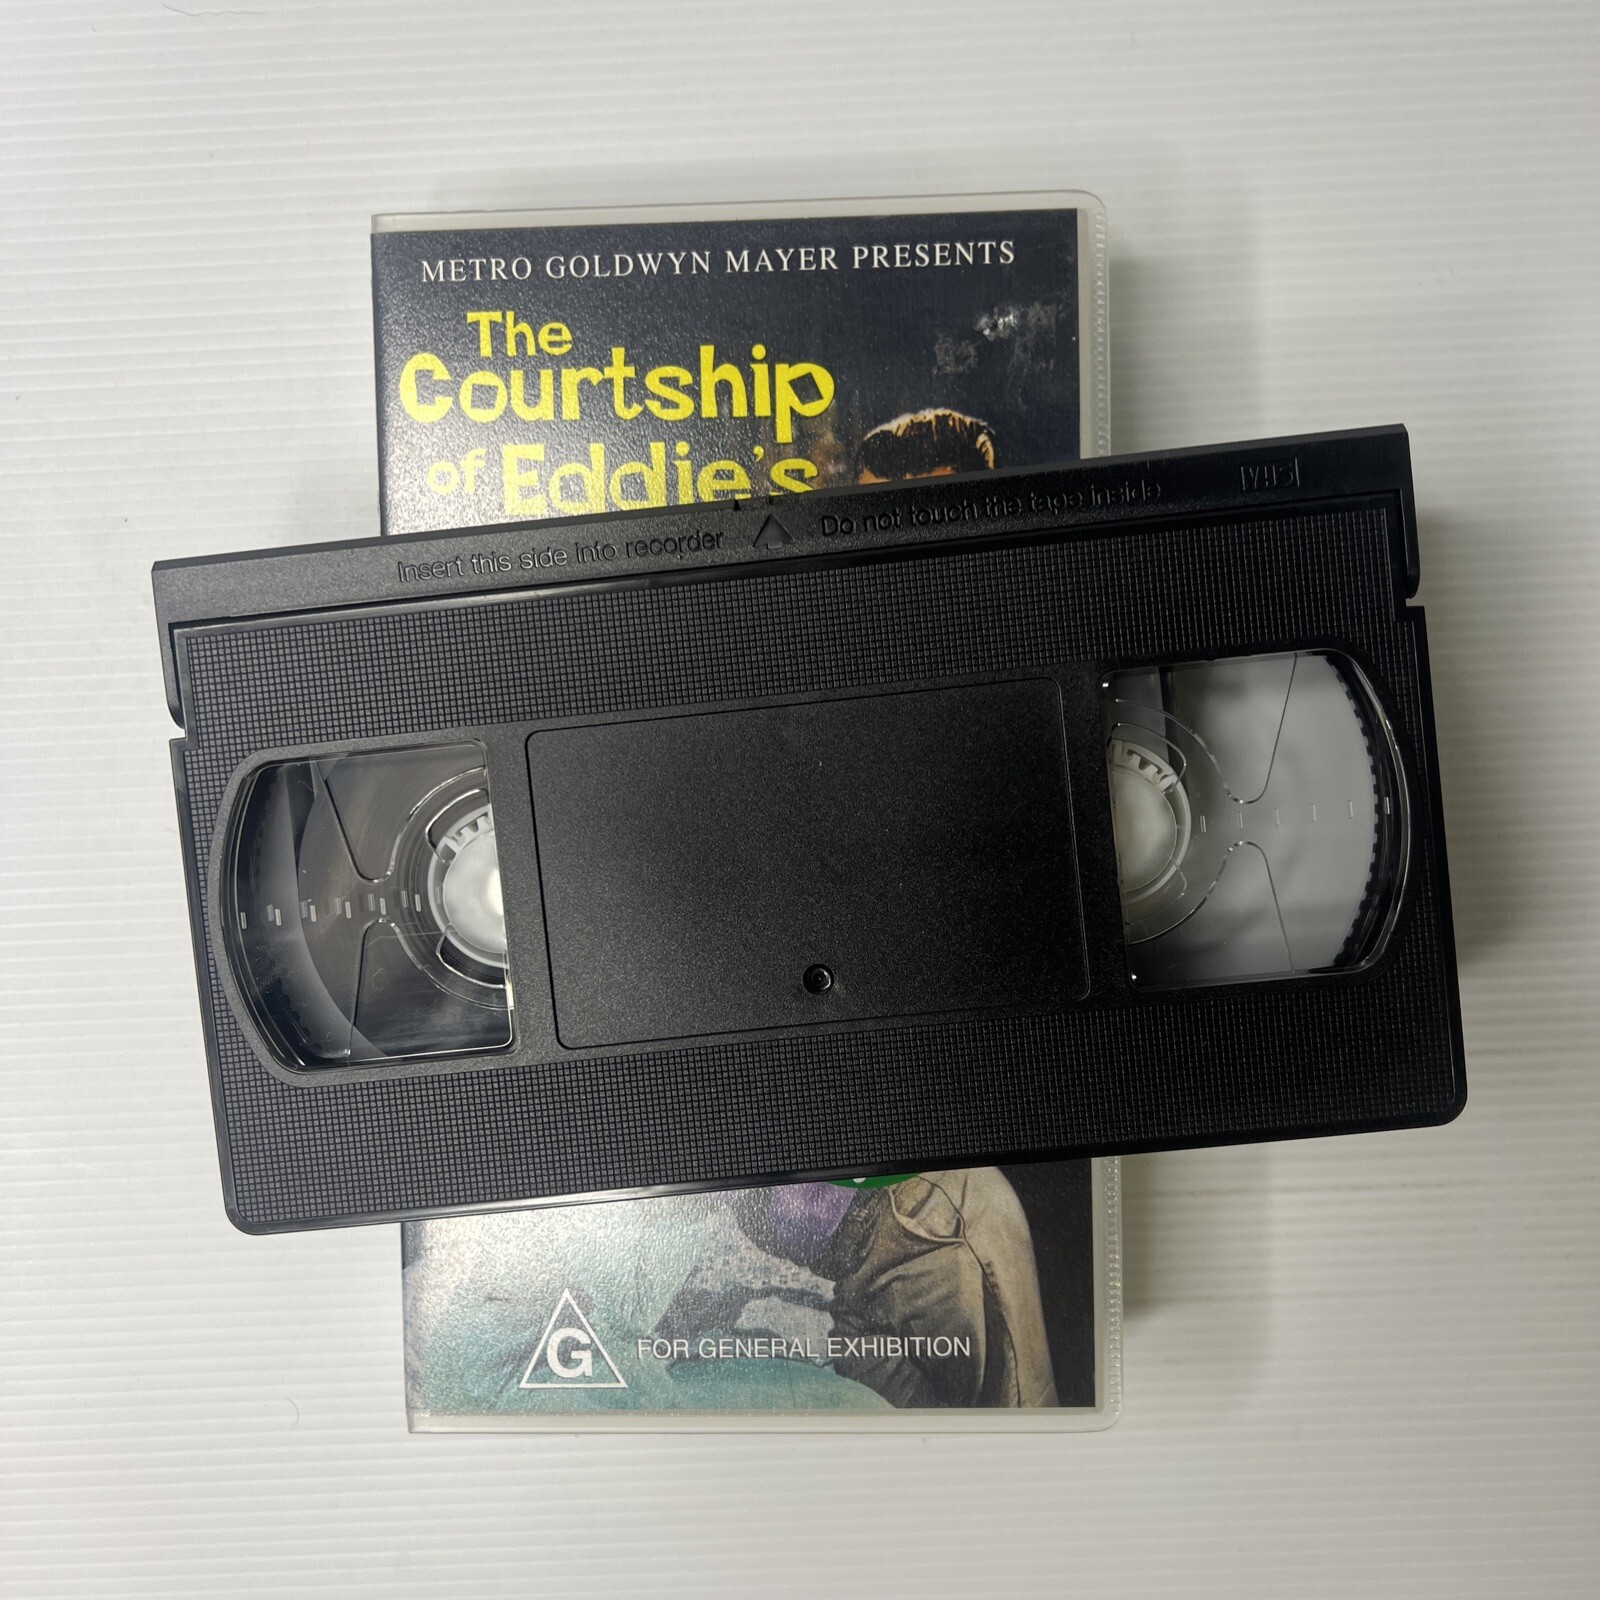 METRO GOLDWYN MAYER PRESENTS
The
Courtship
of Eddie's
Insert this side into recorder
Do not touch the tape inside
VHS
G
FOR GENERAL EXHIBITION